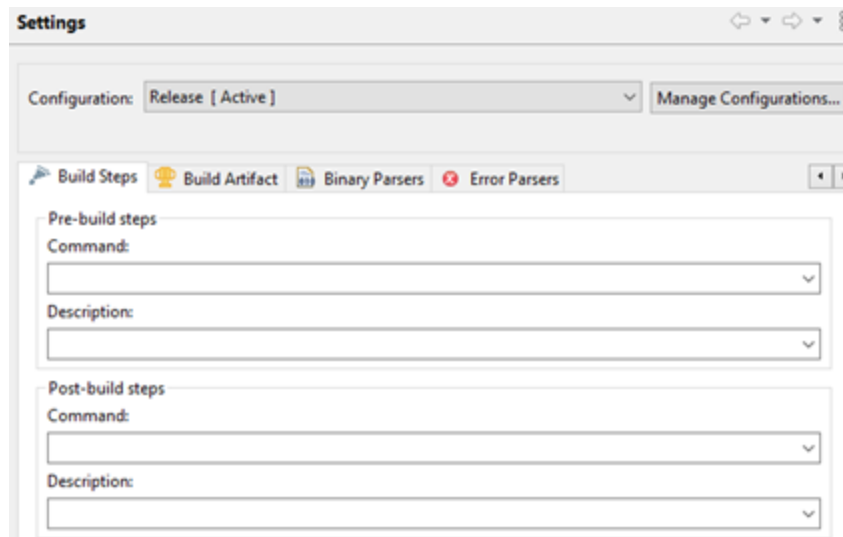 Settings
Configuration: Release [ Active ] Manage Configurations...
Build Steps Build Artifact Binary Parsers Error Parsers
Pre-build steps
Command:
Description:
Post-build steps
Command:
Description: